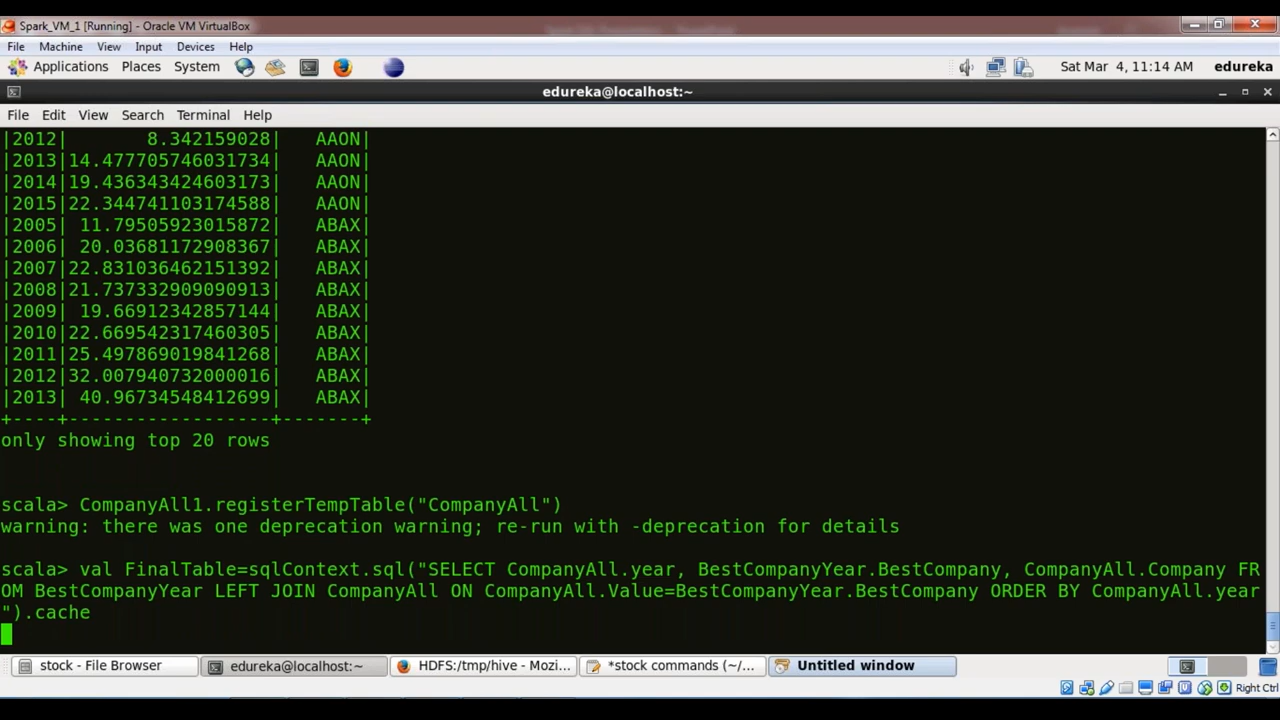 Spark_VM_1 [Running] - Oracle VM VirtualBox
File Machine View Input Devices Help
Applications Places System Sat Mar 4, 11:14 AM edureka
edureka@localhost:~
File Edit View Search Terminal Help
|2012| 8.342159028| AAON|
|2013|14.477705746031734| AAON|
|2014|19.436343424603173| AAON|
|2015|22.344741103174588| AAON|
|2005| 11.79505923015872| ABAX|
|2006| 20.03681172908367| ABAX|
|2007|22.831036462151392| ABAX|
|2008|21.737332909090913| ABAX|
|2009| 19.66912342857144| ABAX|
|2010|22.669542317460305| ABAX|
|2011|25.497869019841268| ABAX|
|2012|32.007940732000016| ABAX|
|2013| 40.96734548412699| ABAX|
+----+------------------+-------+
only showing top 20 rows
scala> CompanyAll1.registerTempTable("CompanyAll")
warning: there was one deprecation warning; re-run with -deprecation for details
scala> val FinalTable=sqlContext.sql("SELECT CompanyAll.year, BestCompanyYear.BestCompany, CompanyAll.Company FR
OM BestCompanyYear LEFT JOIN CompanyAll ON CompanyAll.Value=BestCompanyYear.BestCompany ORDER BY CompanyAll.year
").cache
stock - File Browser edureka@localhost:~ HDFS:/tmp/hive - Mozi... *stock commands (~/... Untitled window
Right Ctrl